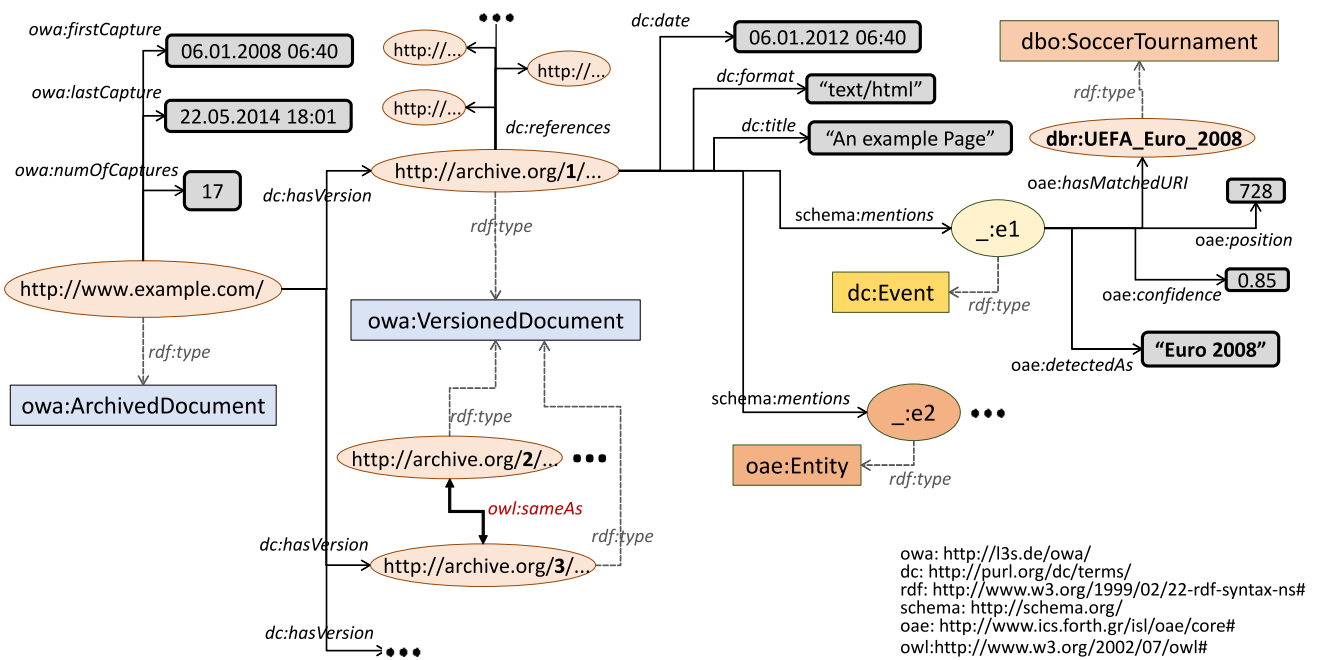 owa:firstCapture
06.01.2008 06:40
owa:lastCapture
22.05.2014 18:01
owa:numOfCaptures
17
http://www.example.com/
rdf:type
owa:ArchivedDocument
•••
http://...
http://...
http://...
dc:references
dc:hasVersion
http://archive.org/1/...
rdf:type
owa:VersionedDocument
rdf:type
http://archive.org/2/...
•••
owl:sameAs
rdf:type
dc:hasVersion
http://archive.org/3/...
dc:hasVersion
•••
dc:date
06.01.2012 06:40
dc:format
“text/html”
dc:title
“An example Page”
schema:mentions
_:e1
dc:Event
rdf:type
schema:mentions
_:e2
•••
oae:Entity
rdf:type
dbo:SoccerTournament
rdf:type
dbr:UEFA_Euro_2008
oae:hasMatchedURI
728
oae:position
0.85
oae:confidence
“Euro 2008”
oae:detectedAs
owa: http://l3s.de/owa/
dc: http://purl.org/dc/terms/
rdf: http://www.w3.org/1999/02/22-rdf-syntax-ns#
schema: http://schema.org/
oae: http://www.ics.forth.gr/isl/oae/core#
owl:http://www.w3.org/2002/07/owl#